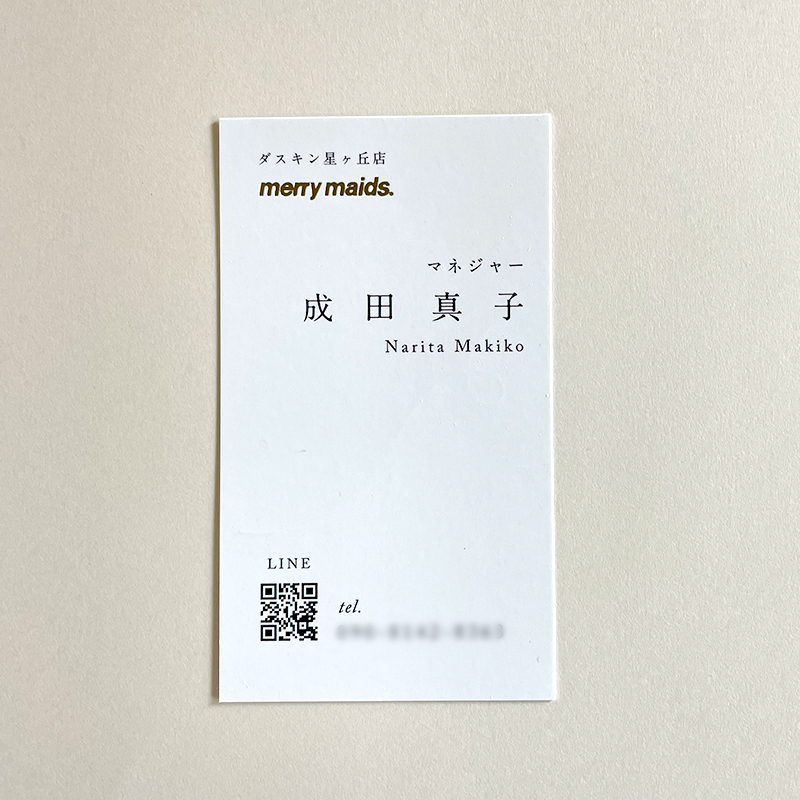 ダスキン星ヶ丘店
merry maids.
マネジャー
成田真子
Narita Makiko
LINE
tel.